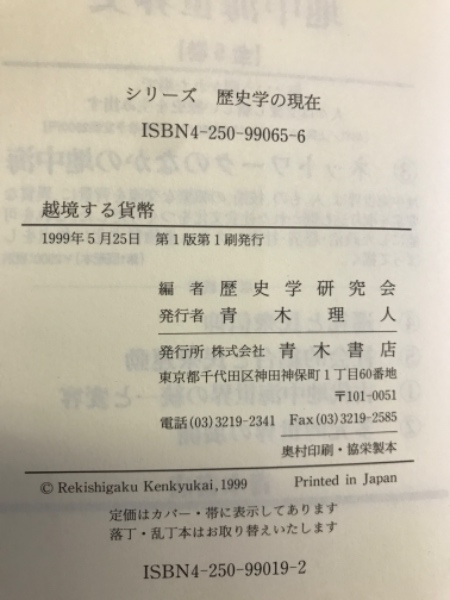 シリーズ 歴史学の現在
ISBN4-250-99065-6
越境する貨幣
1999年5月25日 第1版第1刷発行
編 者 歴史学研究会
発行者 青木理人
発行所 株式会社 青木書店
東京都千代田区神田神保町1丁目60番地
〒101-0051
電話(03)3219-2341 Fax(03)3219-2585
奥村印刷・協栄製本
© Rekishigaku Kenkyukai,1999 Printed in Japan
定価はカバー・帯に表示してあります
落丁・乱丁本はお取り替えいたします
ISBN4-250-99019-2